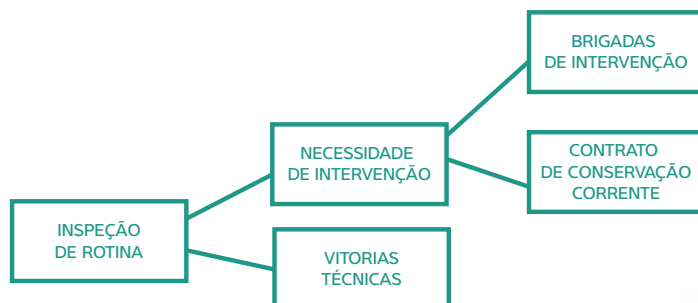 BRIGADAS
DE INTERVENÇÃO
NECESSIDADE
DE INTERVENÇÃO
CONTRATO
DE CONSERVAÇÃO
CORRENTE
INSPEÇÃO
DE ROTINA
VITORIAS
TÉCNICAS